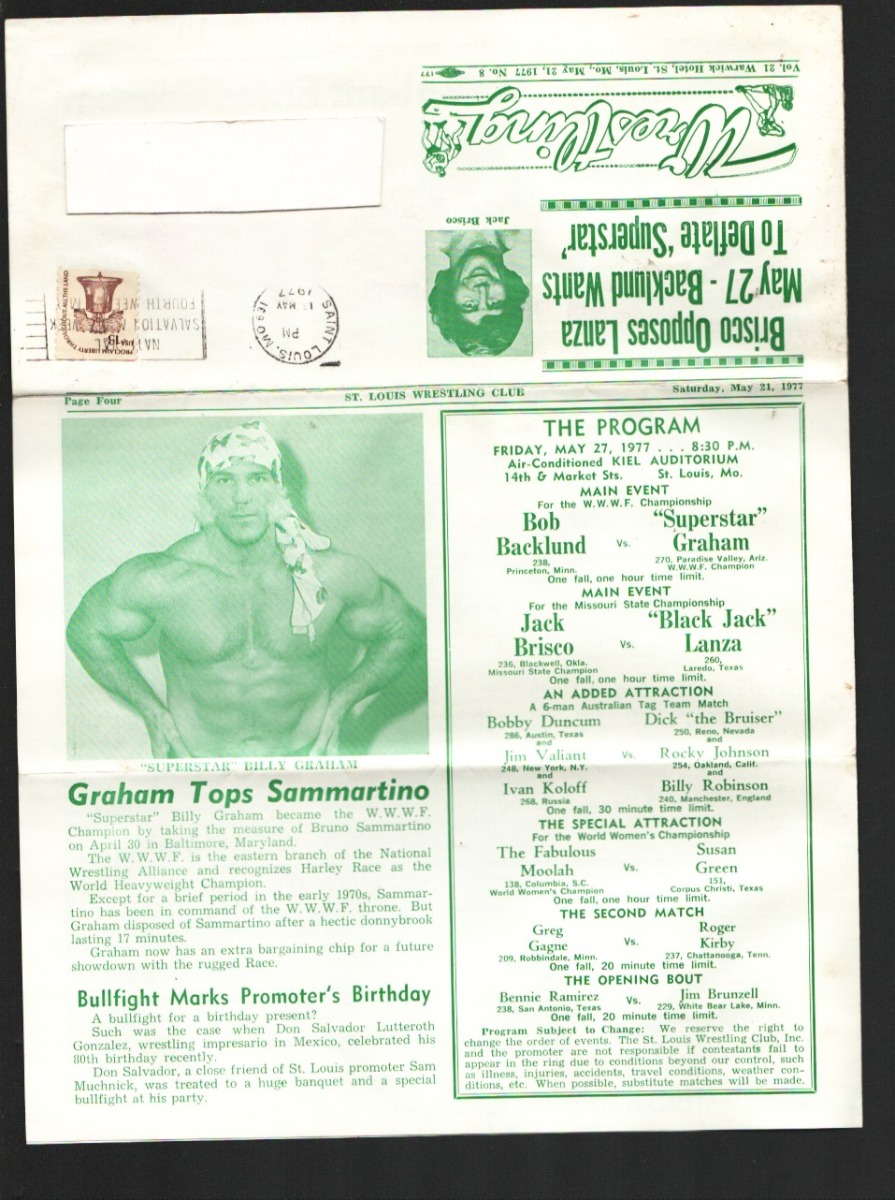 Vol. 21 Warwick Hotel, St. Louis, Mo., May 21, 1977 No. 8
Wrestling
Brisco Opposes Lanza
May 27 - Backlund Wants
To Deflate 'Superstar'
Jack Brisco
SAINT LOUIS, MO
PM
13 MAY
1977
631
NATIONAL
SALVATION ARMY WEEK
FOURTH WEEK
PROCLAIM LIBERTY THROUGHOUT ALL THE LAND
USA 13c
Page Four
ST. LOUIS WRESTLING CLUB
Saturday, May 21, 1977
"SUPERSTAR" BILLY GRAHAM
Graham Tops Sammartino
"Superstar" Billy Graham became the W.W.W.F.
Champion by taking the measure of Bruno Sammartino
on April 30 in Baltimore, Maryland.
The W.W.W.F. is the eastern branch of the National
Wrestling Alliance and recognizes Harley Race as the
World Heavyweight Champion.
Except for a brief period in the early 1970s, Sammar-
tino has been in command of the W.W.W.F. throne. But
Graham disposed of Sammartino after a hectic donnybrook
lasting 17 minutes.
Graham now has an extra bargaining chip for a future
showdown with the rugged Race.
Bullfight Marks Promoter's Birthday
A bullfight for a birthday present?
Such was the case when Don Salvador Lutteroth
Gonzalez, wrestling impresario in Mexico, celebrated his
80th birthday recently.
Don Salvador, a close friend of St. Louis promoter Sam
Muchnick, was treated to a huge banquet and a special
bullfight at his party.
THE PROGRAM
FRIDAY, MAY 27, 1977 . . . 8:30 P.M.
Air-Conditioned KIEL AUDITORIUM
14th & Market Sts. St. Louis, Mo.
MAIN EVENT
For the W.W.W.F. Championship
Bob "Superstar"
Backlund Vs. Graham
238, 270, Paradise Valley, Ariz.
Princeton, Minn. W.W.W.F. Champion
One fall, one hour time limit.
MAIN EVENT
For the Missouri State Championship
Jack "Black Jack"
Brisco Vs. Lanza
236, Blackwell, Okla. 260,
Missouri State Champion Laredo, Texas
One fall, one hour time limit.
AN ADDED ATTRACTION
A 6-man Australian Tag Team Match
Bobby Duncum Dick "the Bruiser"
286, Austin, Texas 250, Reno, Nevada
and and
Jim Valiant Vs. Rocky Johnson
248, New York, N.Y. 254, Oakland, Calif.
and and
Ivan Koloff Billy Robinson
268, Russia 240, Manchester, England
One fall, 30 minute time limit.
THE SPECIAL ATTRACTION
For the World Women's Championship
The Fabulous Susan
Moolah Vs. Green
138, Columbia, S.C. 151,
World Women's Champion Corpus Christi, Texas
One fall, one hour time limit.
THE SECOND MATCH
Greg Roger
Gagne Vs. Kirby
209, Robbindale, Minn. 237, Chattanooga, Tenn.
One fall, 20 minute time limit.
THE OPENING BOUT
Bennie Ramirez Vs. Jim Brunzell
238, San Antonio, Texas 229, White Bear Lake, Minn.
One fall, 20 minute time limit.
Program Subject to Change: We reserve the right to
change the order of events. The St. Louis Wrestling Club, Inc.
and the promoter are not responsible if contestants fail to
appear in the ring due to conditions beyond our control, such
as illness, injuries, accidents, travel conditions, weather con-
ditions, etc. When possible, substitute matches will be made.